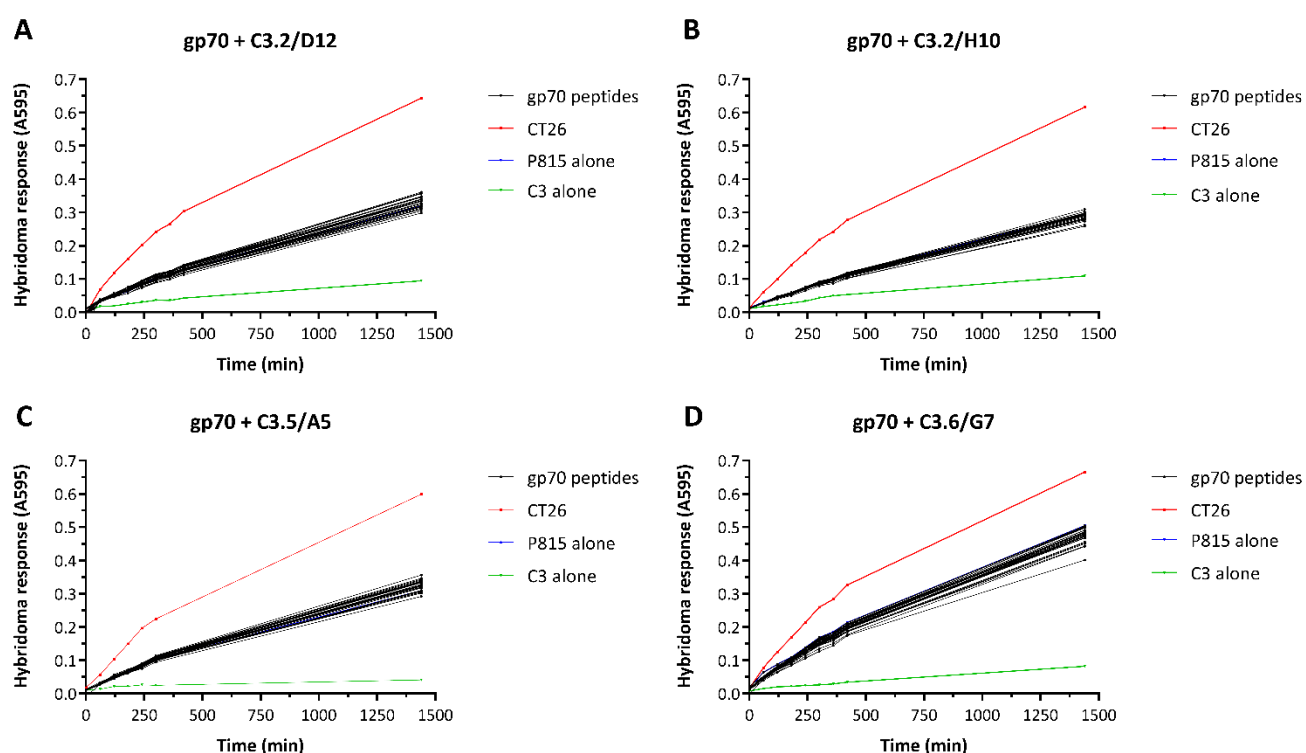 A
gp70 + C3.2/D12
Hybridoma response (A595)
0.7
0.6
0.5
0.4
0.3
0.2
0.1
0.0
0
250
500
750
1000
1250
1500
Time (min)
gp70 peptides
CT26
P815 alone
C3 alone
B
gp70 + C3.2/H10
Hybridoma response (A595)
0.7
0.6
0.5
0.4
0.3
0.2
0.1
0.0
0
250
500
750
1000
1250
1500
Time (min)
gp70 peptides
CT26
P815 alone
C3 alone
C
gp70 + C3.5/A5
Hybridoma response (A595)
0.7
0.6
0.5
0.4
0.3
0.2
0.1
0.0
0
250
500
750
1000
1250
1500
Time (min)
gp70 peptides
CT26
P815 alone
C3 alone
D
gp70 + C3.6/G7
Hybridoma response (A595)
0.7
0.6
0.5
0.4
0.3
0.2
0.1
0.0
0
250
500
750
1000
1250
1500
Time (min)
gp70 peptides
CT26
P815 alone
C3 alone